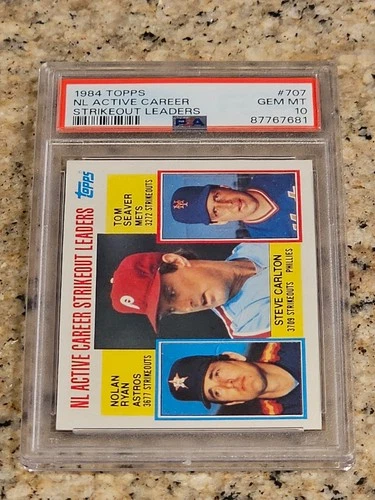 1984 TOPPS #707
NL ACTIVE CAREER GEM MT
STRIKEOUT LEADERS 10
PSA 87767681
topps
NL ACTIVE CAREER STRIKEOUT LEADERS
NOLAN
RYAN
ASTROS
3677 STRIKEOUTS
TOM
SEAVER
METS
3272 STRIKEOUTS
STEVE CARLTON
3709 STRIKEOUTS PHILLIES